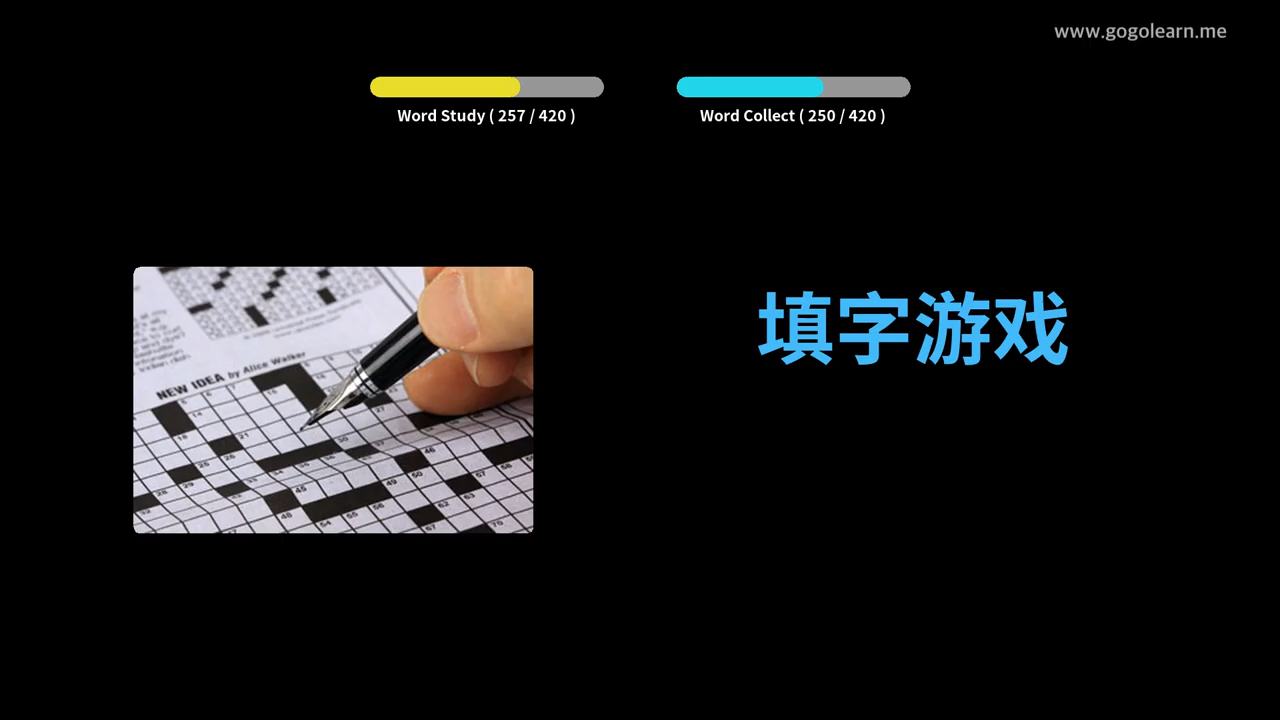 www.gogolearn.me
Word Study ( 257 / 420 )
Word Collect ( 250 / 420 )
填字游戏
NEW IDEA by Alice Walker